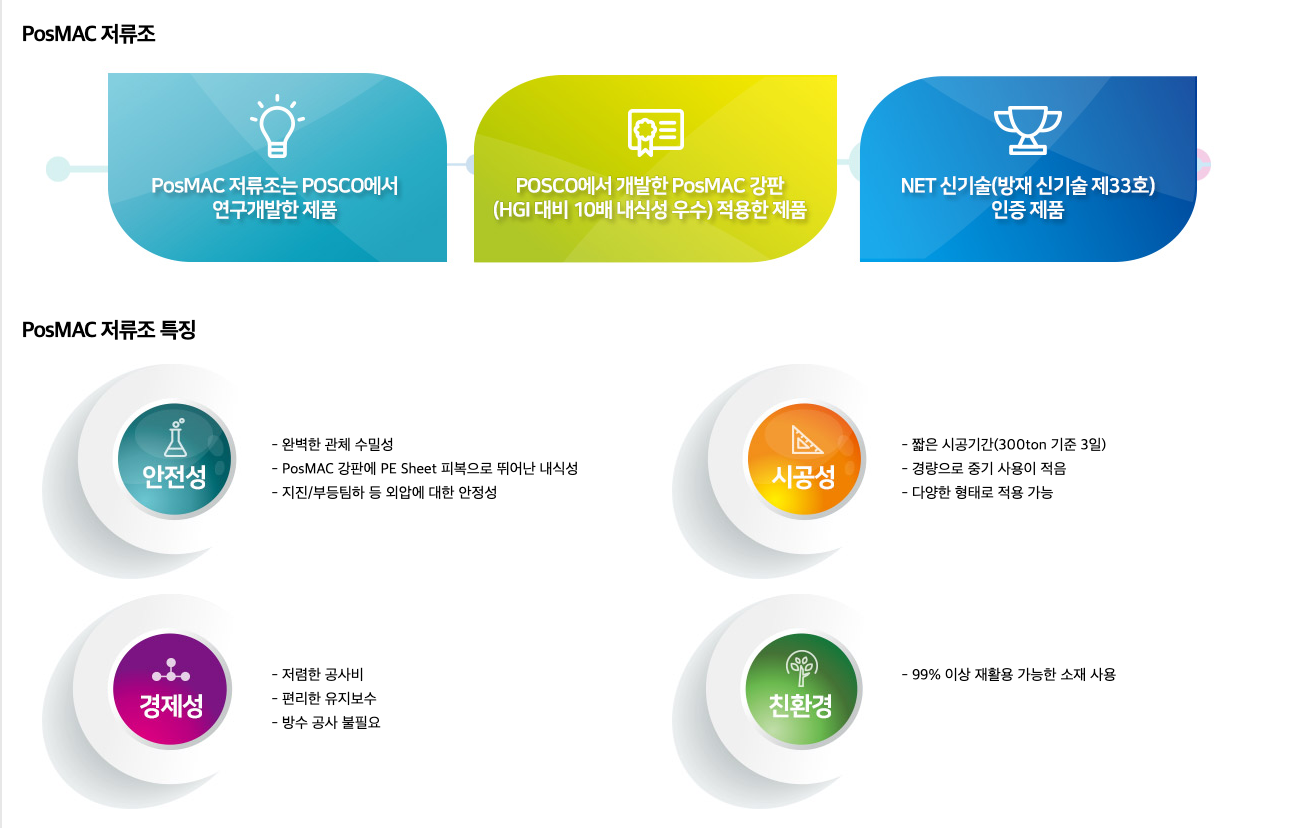 PosMAC 저류조
PosMAC 저류조는 POSCO에서
연구개발한 제품
POSCO에서 개발한 PosMAC 강판
(HGI 대비 10배 내식성 우수) 적용한 제품
NET 신기술(방재 신기술 제33호)
인증 제품
PosMAC 저류조 특징
안전성
- 완벽한 관체 수밀성
- PosMAC 강판에 PE Sheet 피복으로 뛰어난 내식성
- 지진/부등팀하 등 외압에 대한 안정성
시공성
- 짧은 시공기간(300ton 기준 3일)
- 경량으로 중기 사용이 적음
- 다양한 형태로 적용 가능
경제성
- 저렴한 공사비
- 편리한 유지보수
- 방수 공사 불필요
친환경
- 99% 이상 재활용 가능한 소재 사용